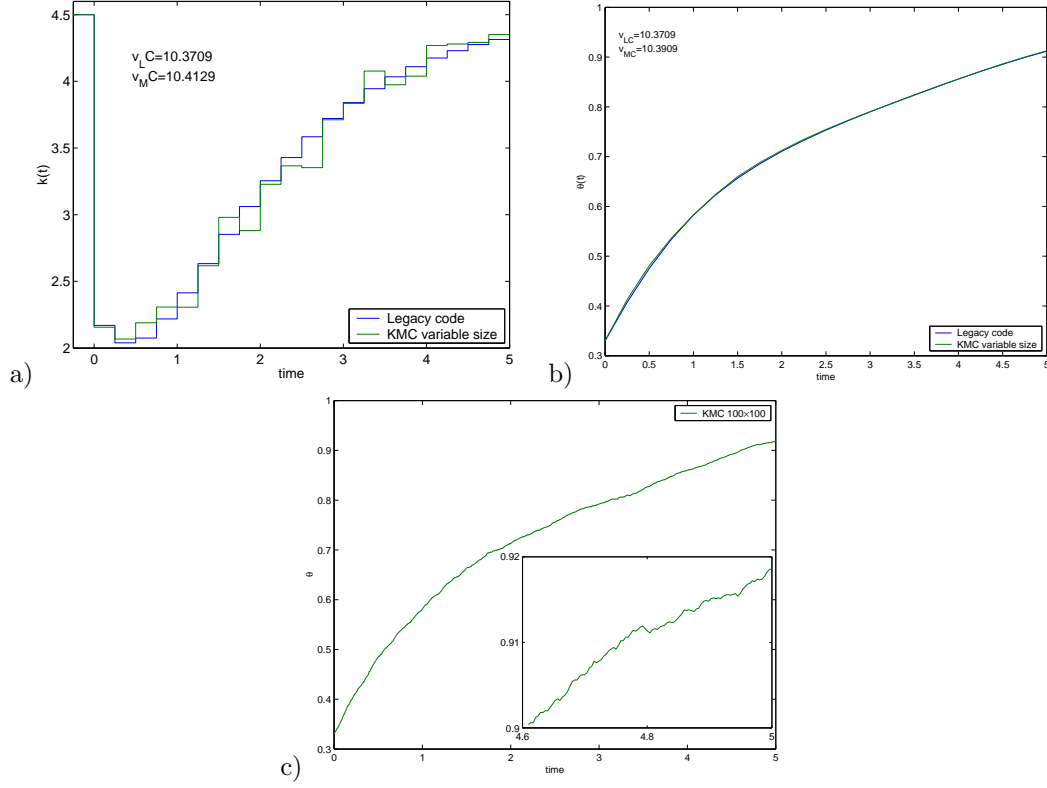 v_LC=10.3709
v_MC=10.4129
4.5
4
3.5
3
2.5
2
k(t)
0
1
2
3
4
5
time
Legacy code
KMC variable size
a)
v_LC=10.3709
v_MC=10.3909
1
0.9
0.8
0.7
0.6
0.5
0.4
0.3
θ(t)
0
0.5
1
1.5
2
2.5
3
3.5
4
4.5
5
time
Legacy code
KMC variable size
b)
KMC 100×100
1
0.9
0.8
0.7
0.6
0.5
0.4
0.3
θ
0
1
2
3
4
5
time
0.92
0.91
0.9
4.6
4.8
5
c)